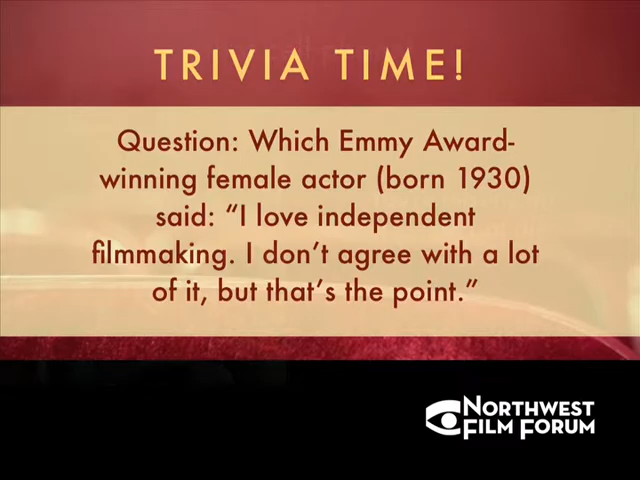 TRIVIA TIME!
Question: Which Emmy Award-
winning female actor (born 1930)
said: “I love independent
filmmaking. I don’t agree with a lot
of it, but that’s the point.”
NORTHWEST
FILM FORUM